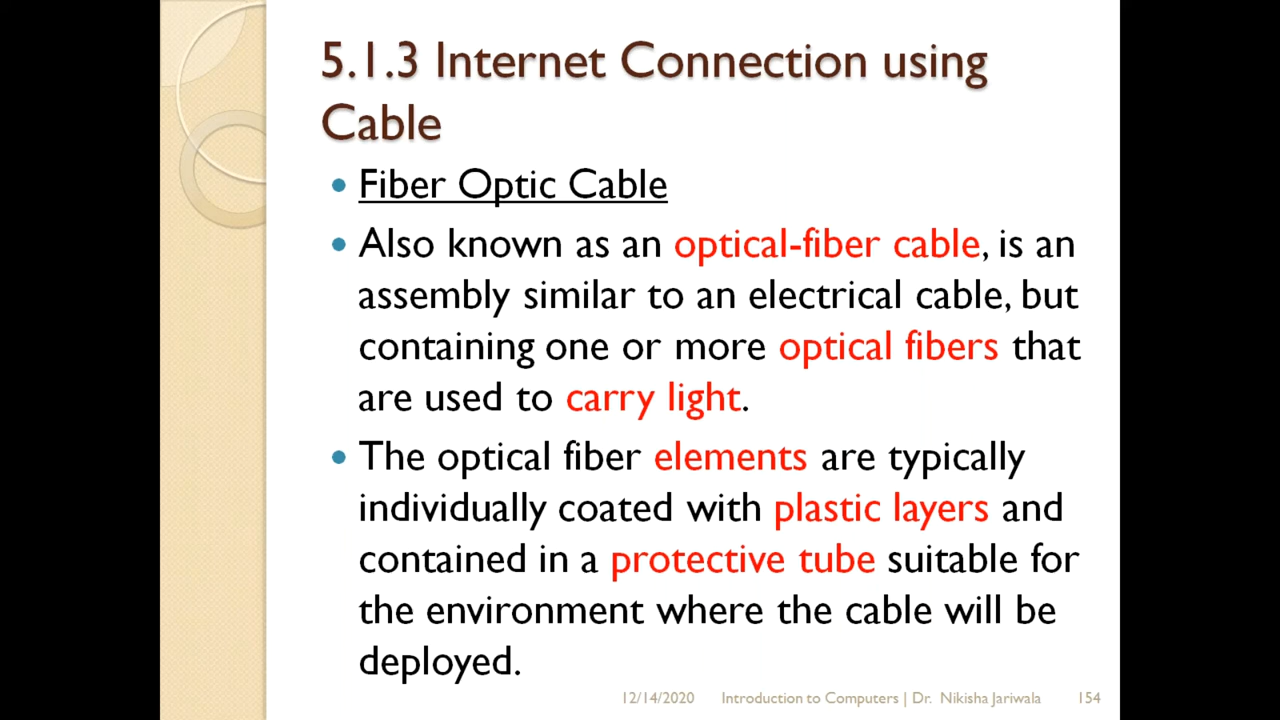 5.1.3 Internet Connection using
Cable
• Fiber Optic Cable
• Also known as an optical-fiber cable, is an
assembly similar to an electrical cable, but
containing one or more optical fibers that
are used to carry light.
• The optical fiber elements are typically
individually coated with plastic layers and
contained in a protective tube suitable for
the environment where the cable will be
deployed.
12/14/2020 Introduction to Computers | Dr. Nikisha Jariwala 154